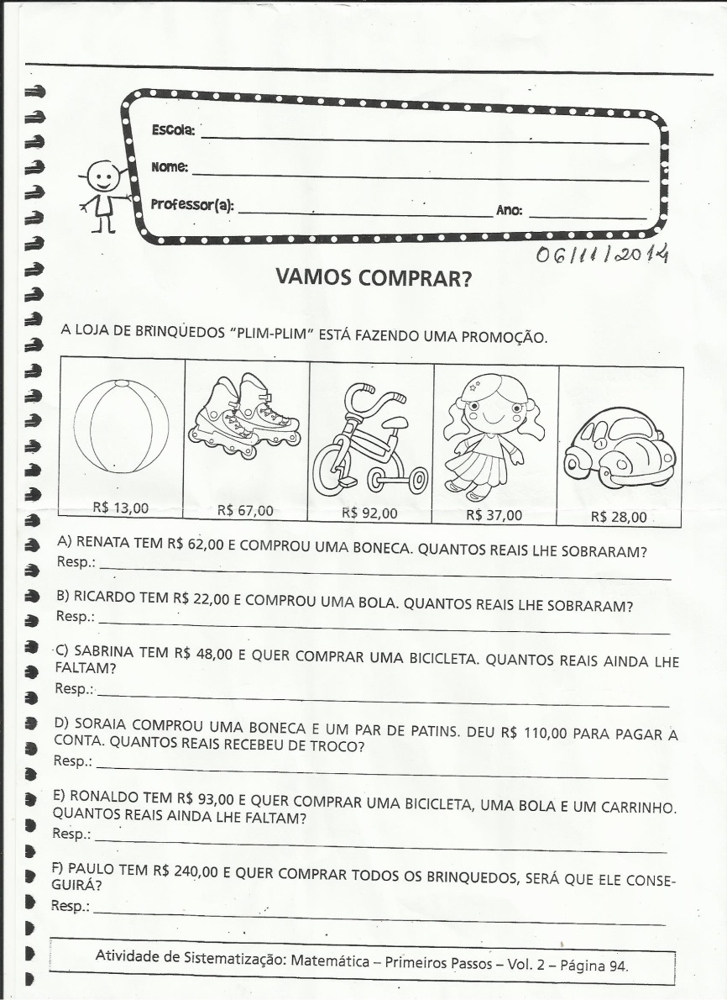 Escola:
Nome:
Professor(a): Ano:
06/11/2014
VAMOS COMPRAR?
A LOJA DE BRINQUEDOS “PLIM-PLIM” ESTÁ FAZENDO UMA PROMOÇÃO.
R$ 13,00 R$ 67,00 R$ 92,00 R$ 37,00 R$ 28,00
A) RENATA TEM R$ 62,00 E COMPROU UMA BONECA. QUANTOS REAIS LHE SOBRARAM?
Resp.:
B) RICARDO TEM R$ 22,00 E COMPROU UMA BOLA. QUANTOS REAIS LHE SOBRARAM?
Resp.:
C) SABRINA TEM R$ 48,00 E QUER COMPRAR UMA BICICLETA. QUANTOS REAIS AINDA LHE
FALTAM?
Resp.:
D) SORAIA COMPROU UMA BONECA E UM PAR DE PATINS. DEU R$ 110,00 PARA PAGAR A
CONTA. QUANTOS REAIS RECEBEU DE TROCO?
Resp.:
E) RONALDO TEM R$ 93,00 E QUER COMPRAR UMA BICICLETA, UMA BOLA E UM CARRINHO.
QUANTOS REAIS AINDA LHE FALTAM?
Resp.:
F) PAULO TEM R$ 240,00 E QUER COMPRAR TODOS OS BRINQUEDOS, SERÁ QUE ELE CONSE-
GUIRÁ?
Resp.:
Atividade de Sistematização: Matemática – Primeiros Passos – Vol. 2 – Página 94.